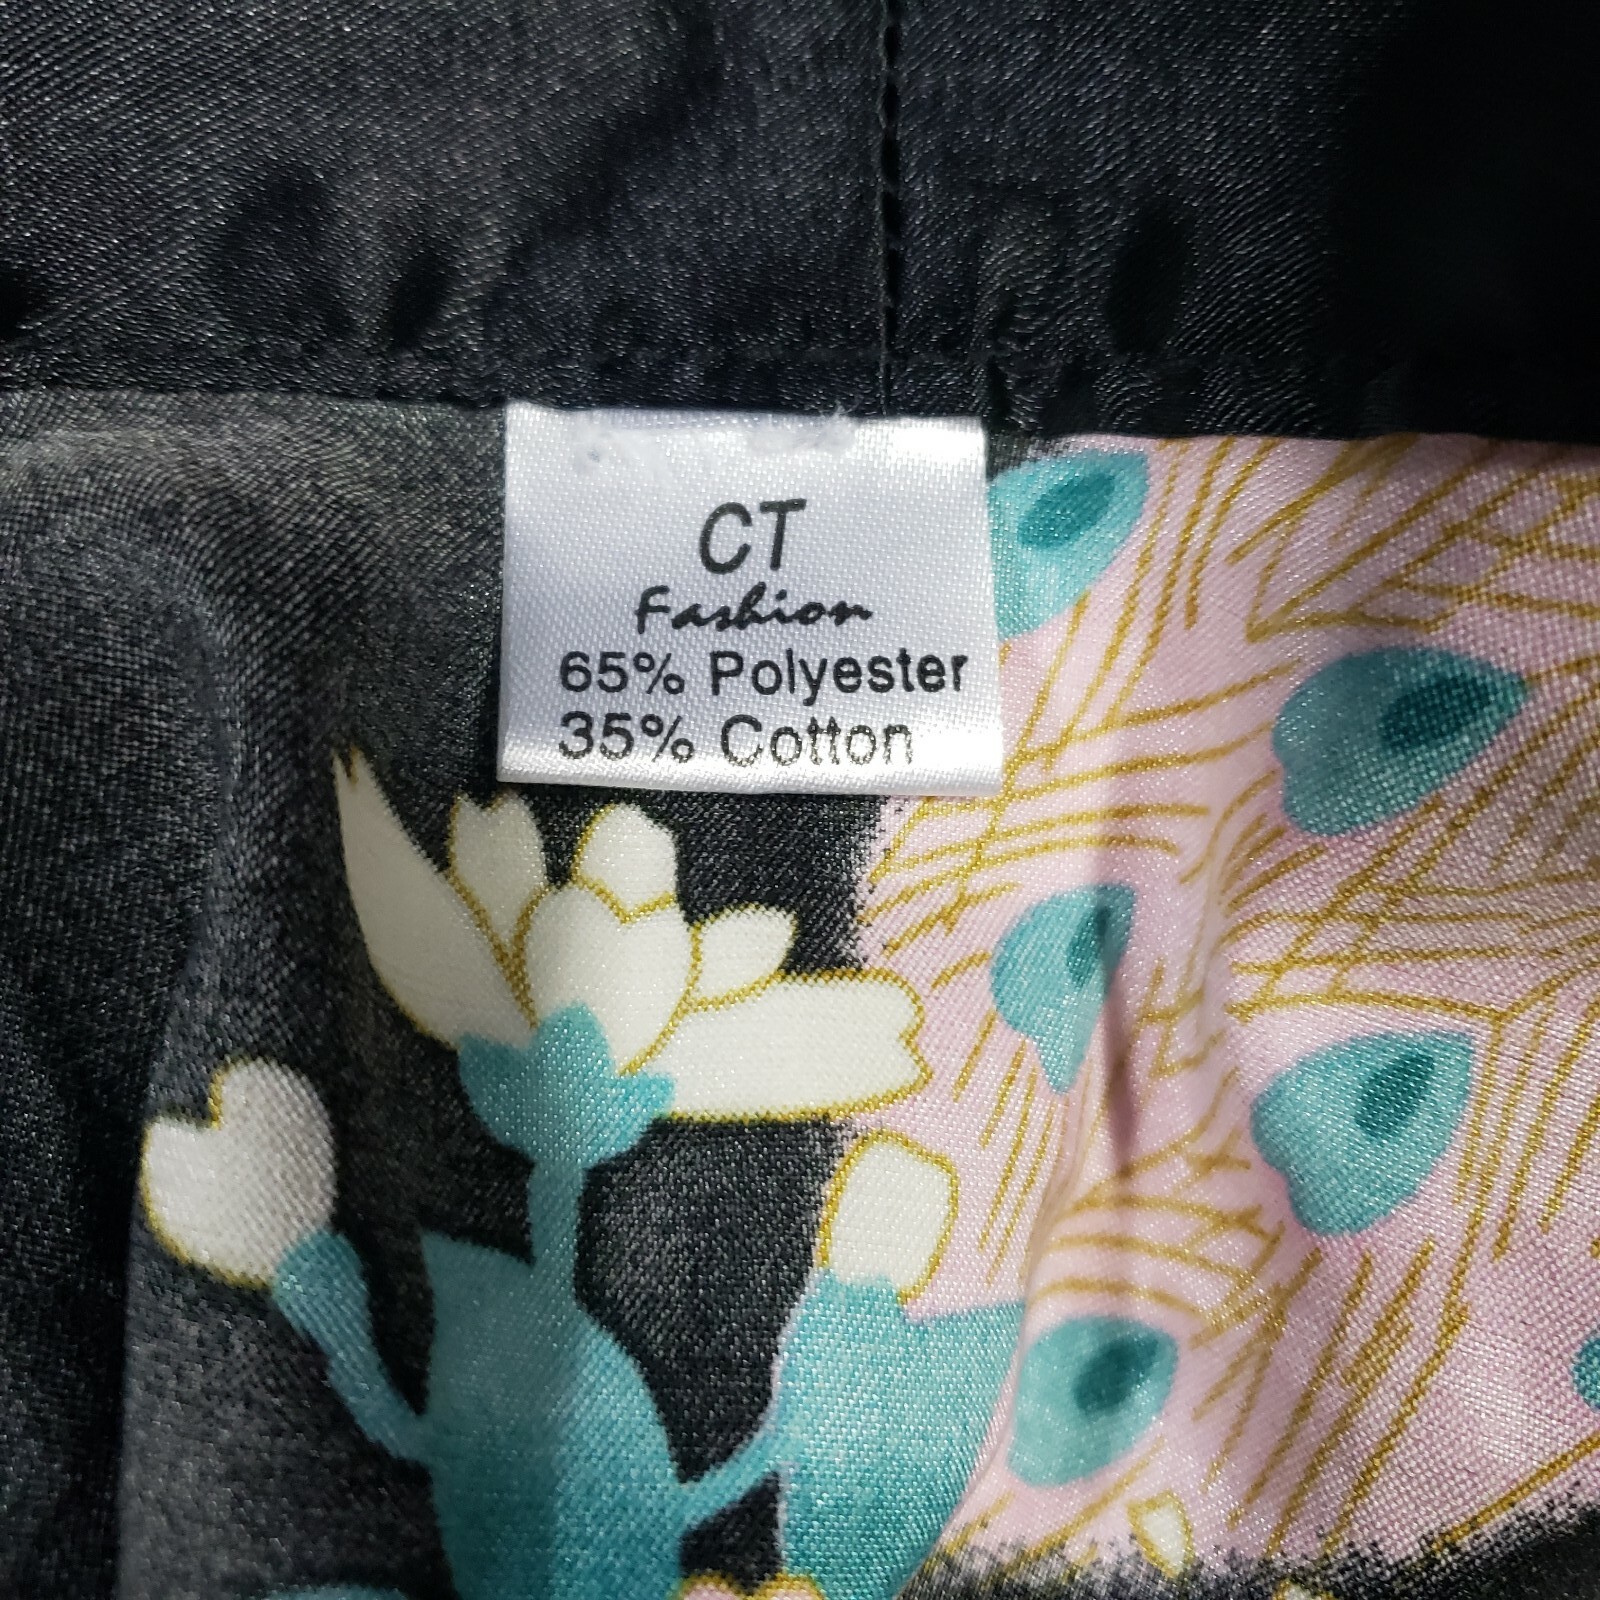 CT
Fashion
65% Polyester
35% Cotton